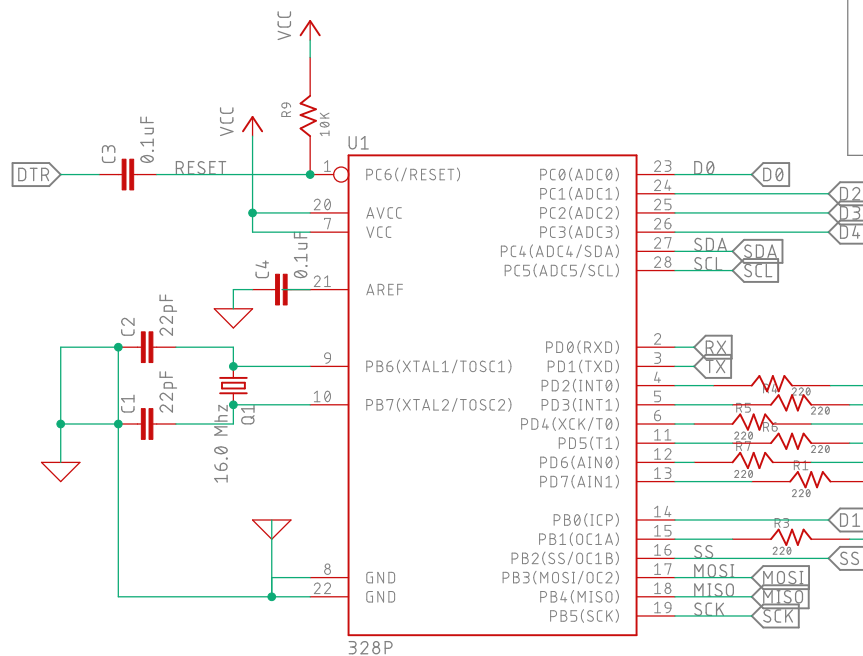 VCC
R9
10K
VCC
U1
C3
0.1uF
DTR
RESET
1
PC6(/RESET)
20
AVCC
7
VCC
C4
0.1uF
21
AREF
C2
22pF
9
PB6(XTAL1/TOSC1)
10
PB7(XTAL2/TOSC2)
C1
22pF
16.0 Mhz
Q1
8
GND
22
GND
PC0(ADC0)
23
D0
D0
PC1(ADC1)
24
D2
PC2(ADC2)
25
D3
PC3(ADC3)
26
D4
PC4(ADC4/SDA)
27
SDA
SDA
PC5(ADC5/SCL)
28
SCL
SCL
PD0(RXD)
2
RX
PD1(TXD)
3
TX
PD2(INT0)
4
R4
220
PD3(INT1)
5
220
PD4(XCK/T0)
6
R5
220
PD5(T1)
11
R6
220
PD6(AIN0)
12
R7
220
PD7(AIN1)
13
R1
220
PB0(ICP)
14
D1
PB1(OC1A)
15
R3
220
PB2(SS/OC1B)
16
SS
SS
PB3(MOSI/OC2)
17
MOSI
MOSI
PB4(MISO)
18
MISO
MISO
PB5(SCK)
19
SCK
SCK
328P